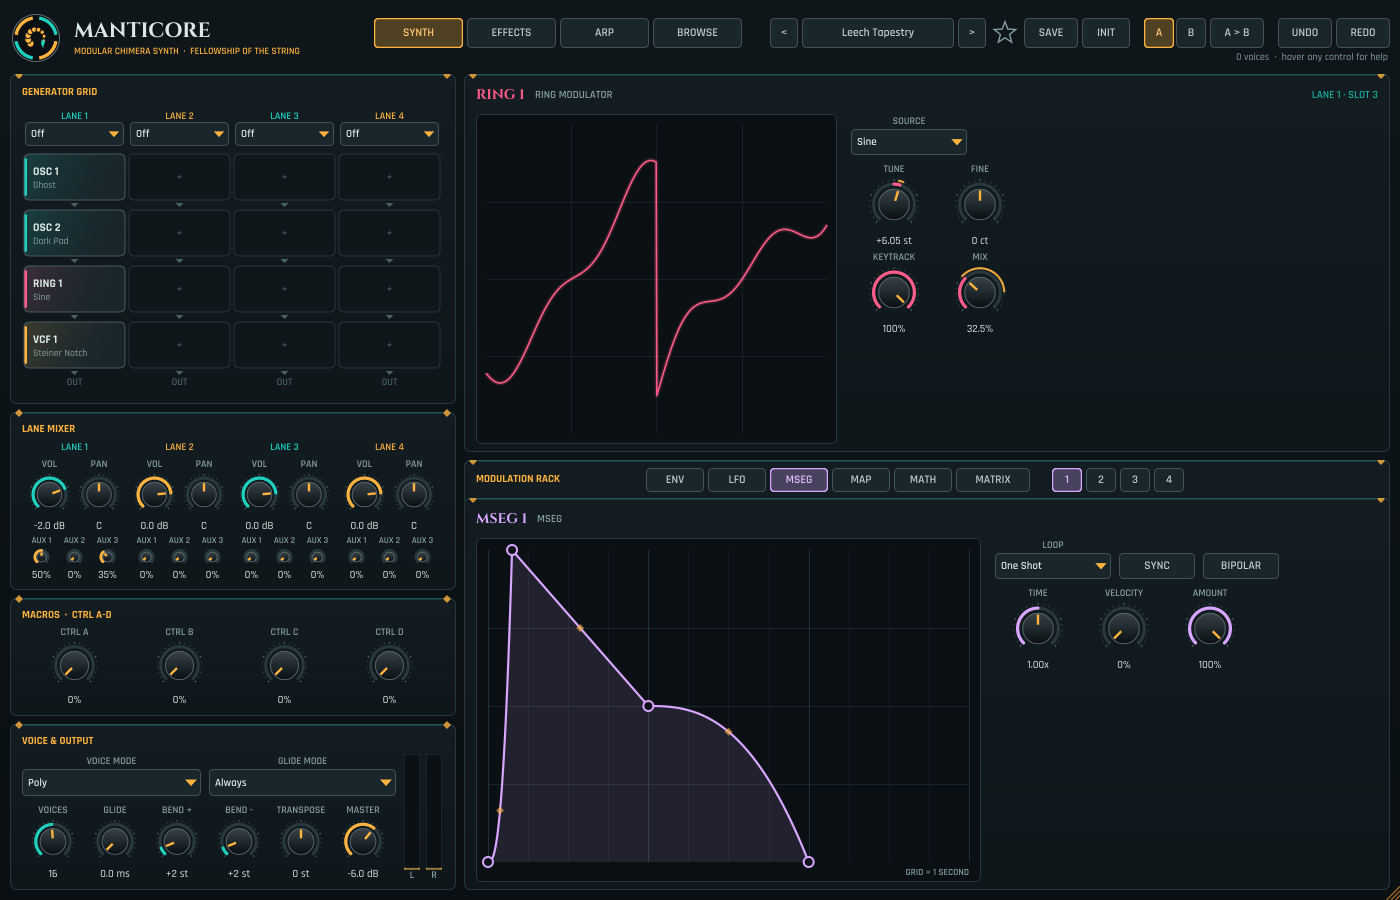 MANTICORE
MODULAR CHIMERA SYNTH · FELLOWSHIP OF THE STRING
SYNTH EFFECTS ARP BROWSE < Leech Tapestry > SAVE INIT A B A > B UNDO REDO
0 voices · hover any control for help
GENERATOR GRID
LANE 1 LANE 2 LANE 3 LANE 4
Off Off Off Off
OSC 1
Ghost
+ + +
OSC 2
Dark Pad
+ + +
RING 1
Sine
+ + +
VCF 1
Steiner Notch
+ + +
OUT OUT OUT OUT
LANE MIXER
LANE 1 LANE 2 LANE 3 LANE 4
VOL PAN VOL PAN VOL PAN VOL PAN
-2.0 dB C 0.0 dB C 0.0 dB C 0.0 dB C
AUX 1 AUX 2 AUX 3 AUX 1 AUX 2 AUX 3 AUX 1 AUX 2 AUX 3 AUX 1 AUX 2 AUX 3
50% 0% 35% 0% 0% 0% 0% 0% 0% 0% 0% 0%
MACROS · CTRL A-D
CTRL A CTRL B CTRL C CTRL D
0% 0% 0% 0%
VOICE & OUTPUT
VOICE MODE GLIDE MODE
Poly Always
VOICES GLIDE BEND + BEND - TRANSPOSE MASTER
16 0.0 ms +2 st +2 st 0 st -6.0 dB
L R
RING 1 RING MODULATOR LANE 1 · SLOT 3
SOURCE
Sine
TUNE FINE
+6.05 st 0 ct
KEYTRACK MIX
100% 32.5%
MODULATION RACK ENV LFO MSEG MAP MATH MATRIX 1 2 3 4
MSEG 1 MSEG
LOOP
One Shot SYNC BIPOLAR
TIME VELOCITY AMOUNT
1.00x 0% 100%
GRID = 1 SECOND